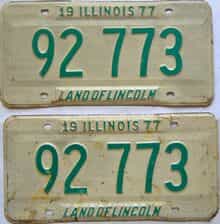 19 ILLINOIS 77
92 773
LAND OF LINCOLN
19 ILLINOIS 77
92 773
LAND OF LINCOLN